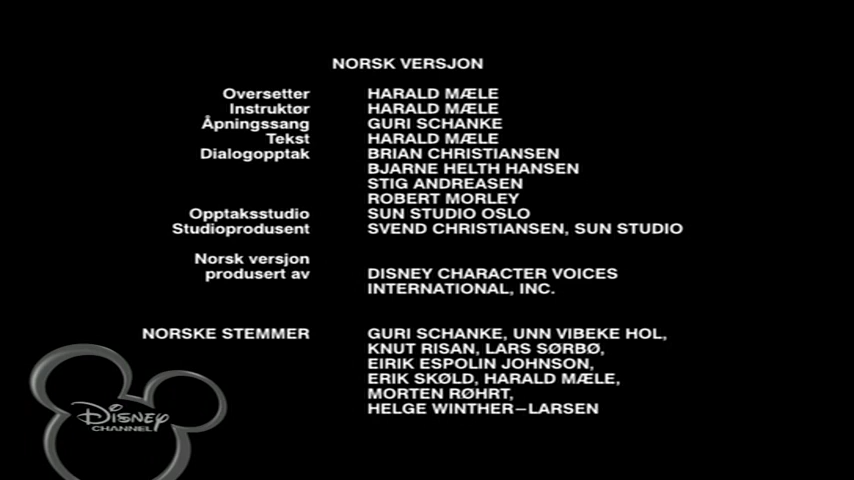 NORSK VERSJON
Oversetter HARALD MÆLE
Instruktør HARALD MÆLE
Åpningssang GURI SCHANKE
Tekst HARALD MÆLE
Dialogopptak BRIAN CHRISTIANSEN
BJARNE HELTH HANSEN
STIG ANDREASEN
ROBERT MORLEY
Opptaksstudio SUN STUDIO OSLO
Studioprodusent SVEND CHRISTIANSEN, SUN STUDIO
Norsk versjon
produsert av DISNEY CHARACTER VOICES
INTERNATIONAL, INC.
NORSKE STEMMER GURI SCHANKE, UNN VIBEKE HOL,
KNUT RISAN, LARS SØRBØ,
EIRIK ESPOLIN JOHNSON,
ERIK SKØLD, HARALD MÆLE,
MORTEN RØHRT,
HELGE WINTHER–LARSEN
DISNEY
CHANNEL